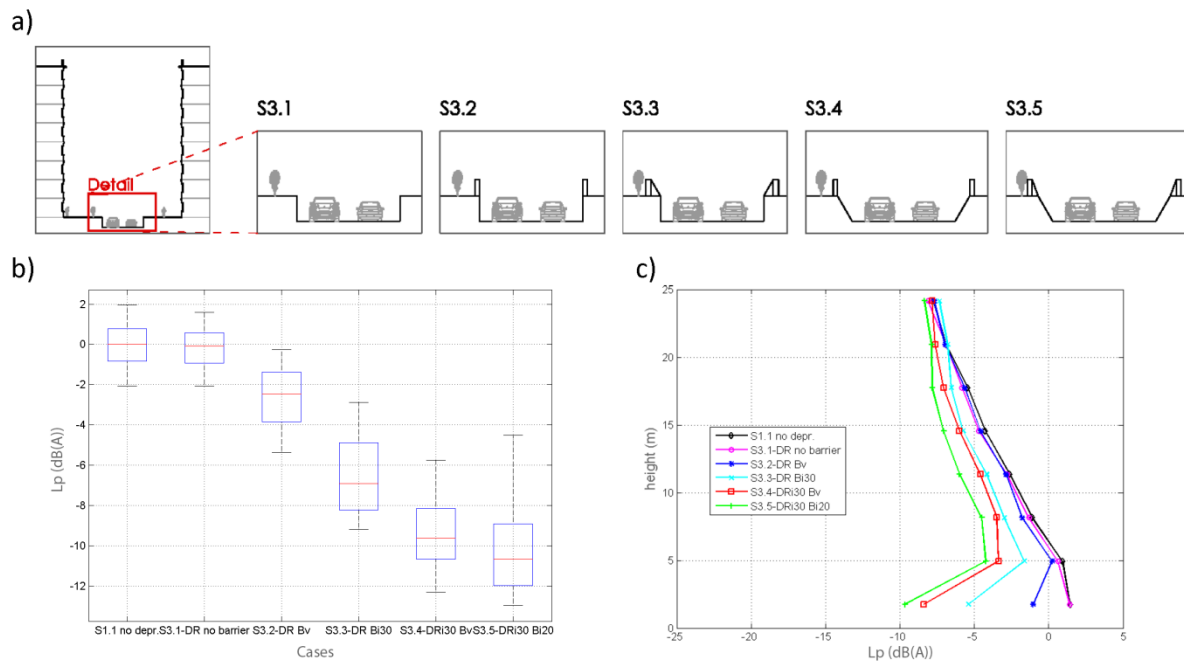 a)
Detail
S3.1
S3.2
S3.3
S3.4
S3.5
b)
2
0
-2
-4
-6
-8
-10
-12
Lp (dB(A))
S1.1 no depr.
S3.1-DR no barrier
S3.2-DR Bv
S3.3-DR Bi30
S3.4-DRi30 Bv
S3.5-DRi30 Bi20
Cases
c)
25
20
15
10
5
0
height (m)
S1.1 no depr.
S3.1-DR no barrier
S3.2-DR Bv
S3.3-DR Bi30
S3.4-DRi30 Bv
S3.5-DRi30 Bi20
-25
-20
-15
-10
-5
0
5
Lp (dB(A))